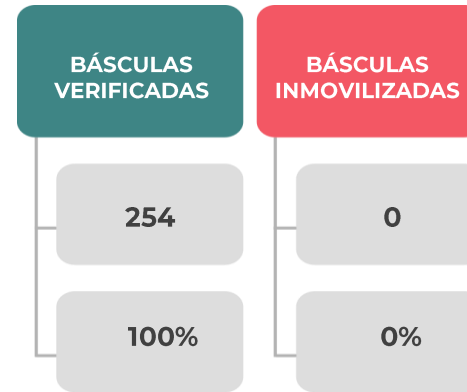 BÁSCULAS
VERIFICADAS
254
100%
BÁSCULAS
INMOVILIZADAS
0
0%